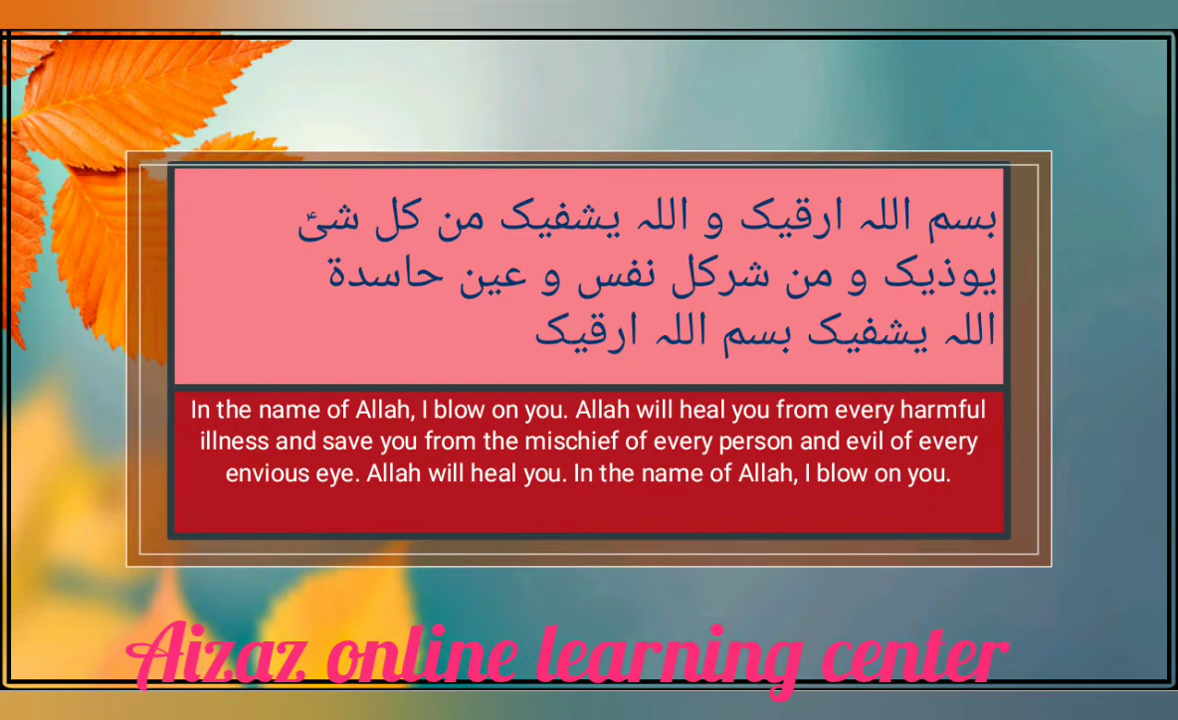 بسم اللہ ارقیک و اللہ یشفیک من کل شیٔ
یوذیک و من شرکل نفس و عین حاسدۃ
اللہ یشفیک بسم اللہ ارقیک
In the name of Allah, I blow on you. Allah will heal you from every harmful
illness and save you from the mischief of every person and evil of every
envious eye. Allah will heal you. In the name of Allah, I blow on you.
Aizaz online learning center